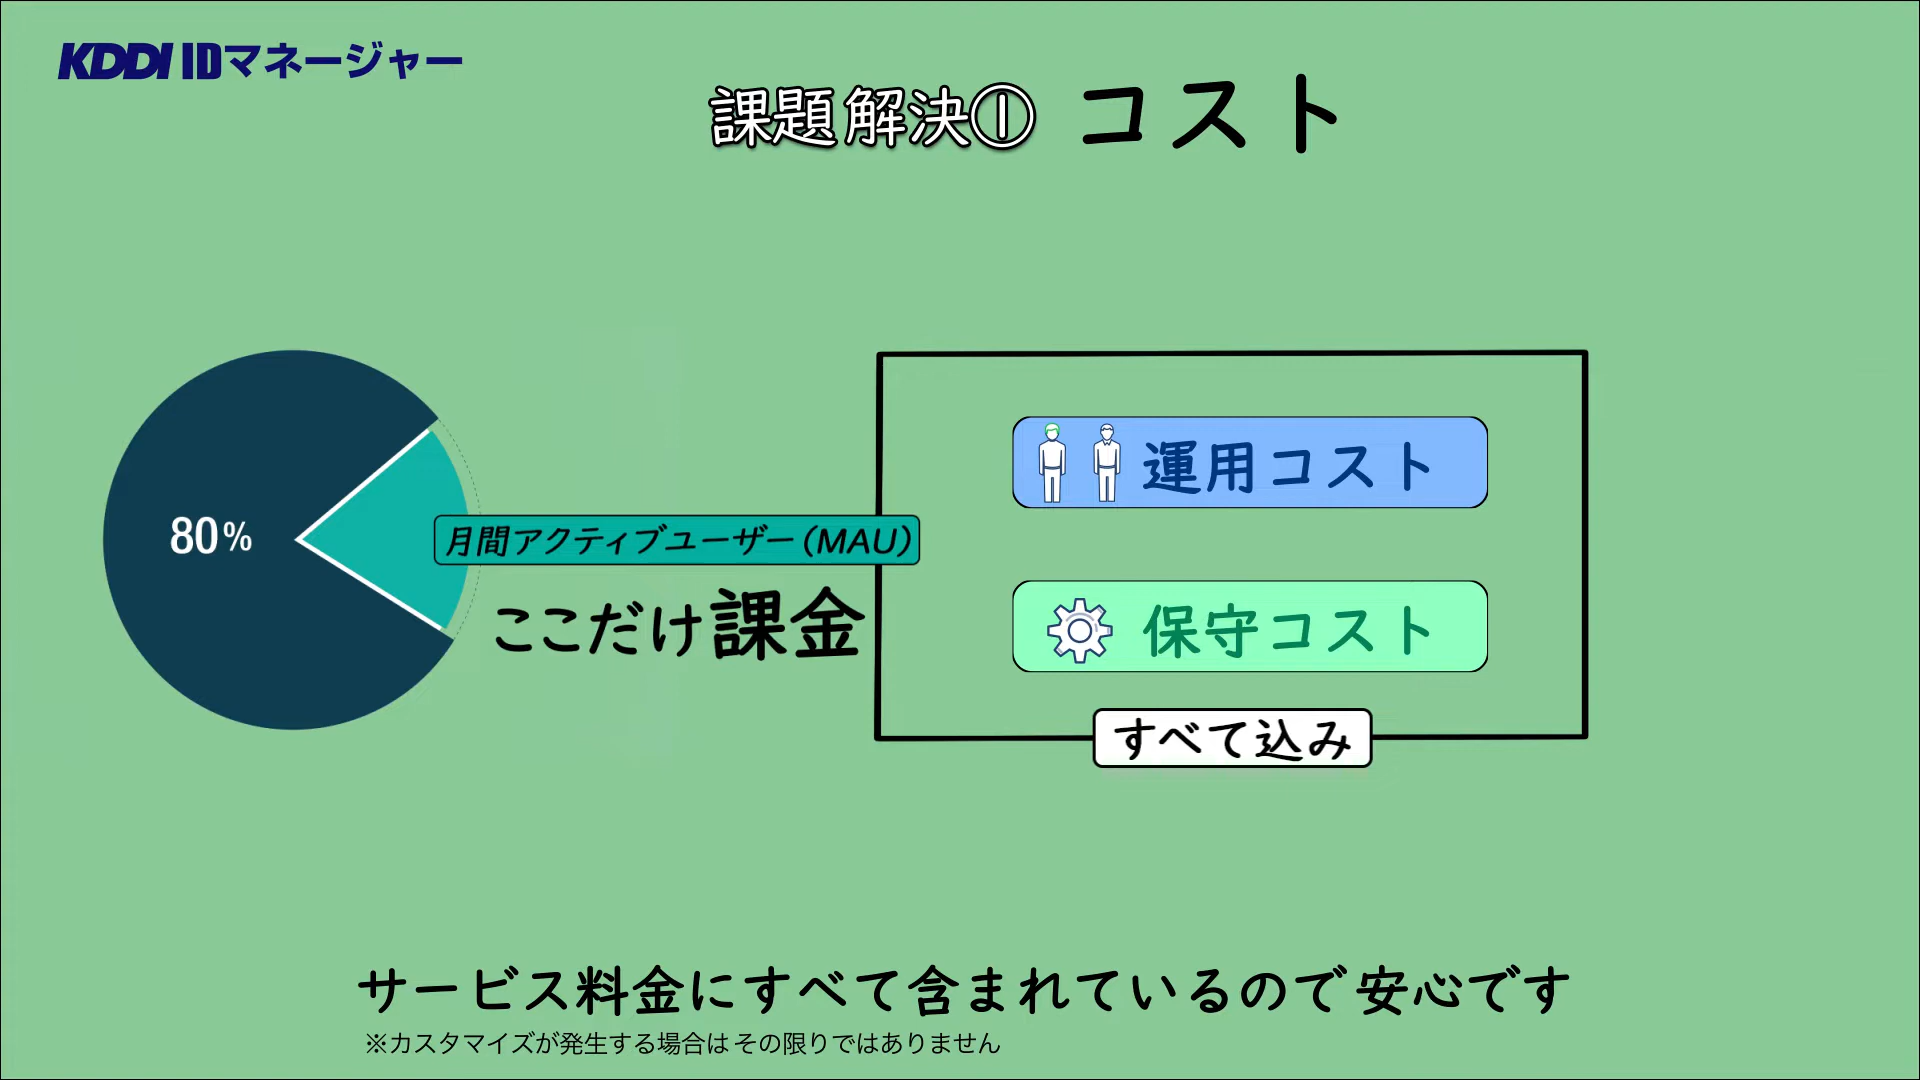 KDDI IDマネージャー
課題解決① コスト
80%
月間アクティブユーザー(MAU)
ここだけ課金
運用コスト
保守コスト
すべて込み
サービス料金にすべて含まれているので安心です
※カスタマイズが発生する場合はその限りではありません